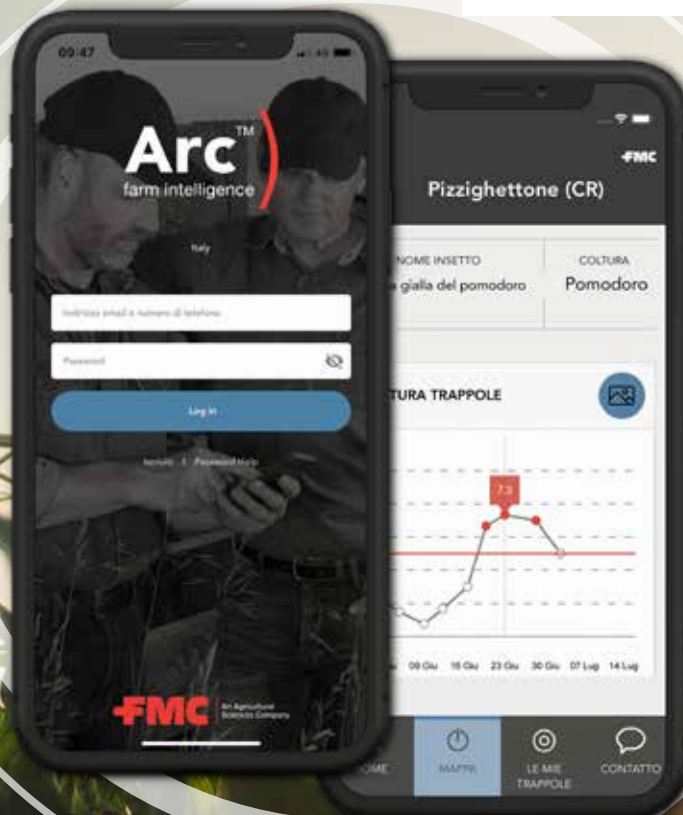 09:47
4G
Arc™
farm intelligence
Italy
Indirizzo email o numero di telefono
Password
Log in
Iscriviti | Password Help
FMC
An Agricultural
Sciences Company
FMC
Pizzighettone (CR)
NOME INSETTO
COLTURA
gialla del pomodoro
Pomodoro
TURA TRAPPOLE
09 Giu 16 Giu 23 Giu 30 Giu 07 Lug 14 Lug
MAPPA
LE MIE
TRAPPOLE
CONTATTO